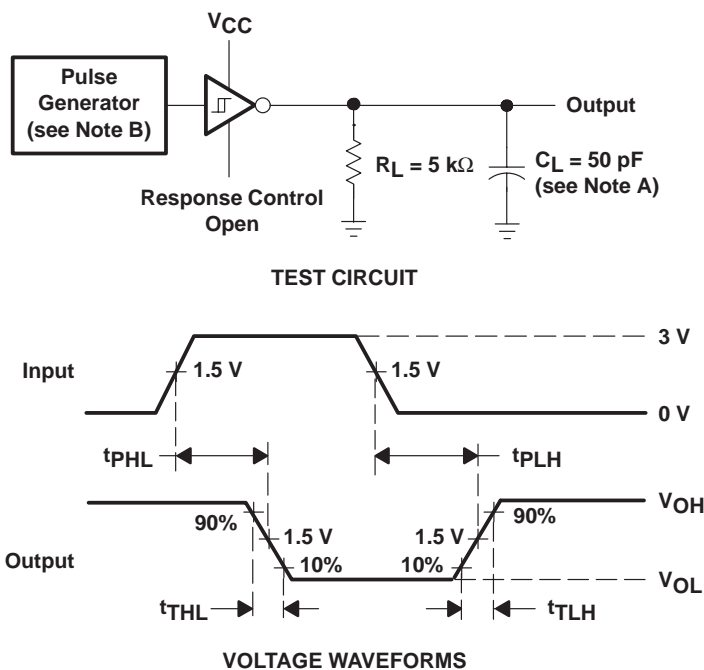 VCC
Pulse
Generator
(see Note B)
Output
RL = 5 kΩ
CL = 50 pF
(see Note A)
Response Control
Open
TEST CIRCUIT
3 V
Input
1.5 V
1.5 V
0 V
tPHL
tPLH
VOH
90%
90%
Output
1.5 V
1.5 V
10%
10%
VOL
tTHL
tTLH
VOLTAGE WAVEFORMS